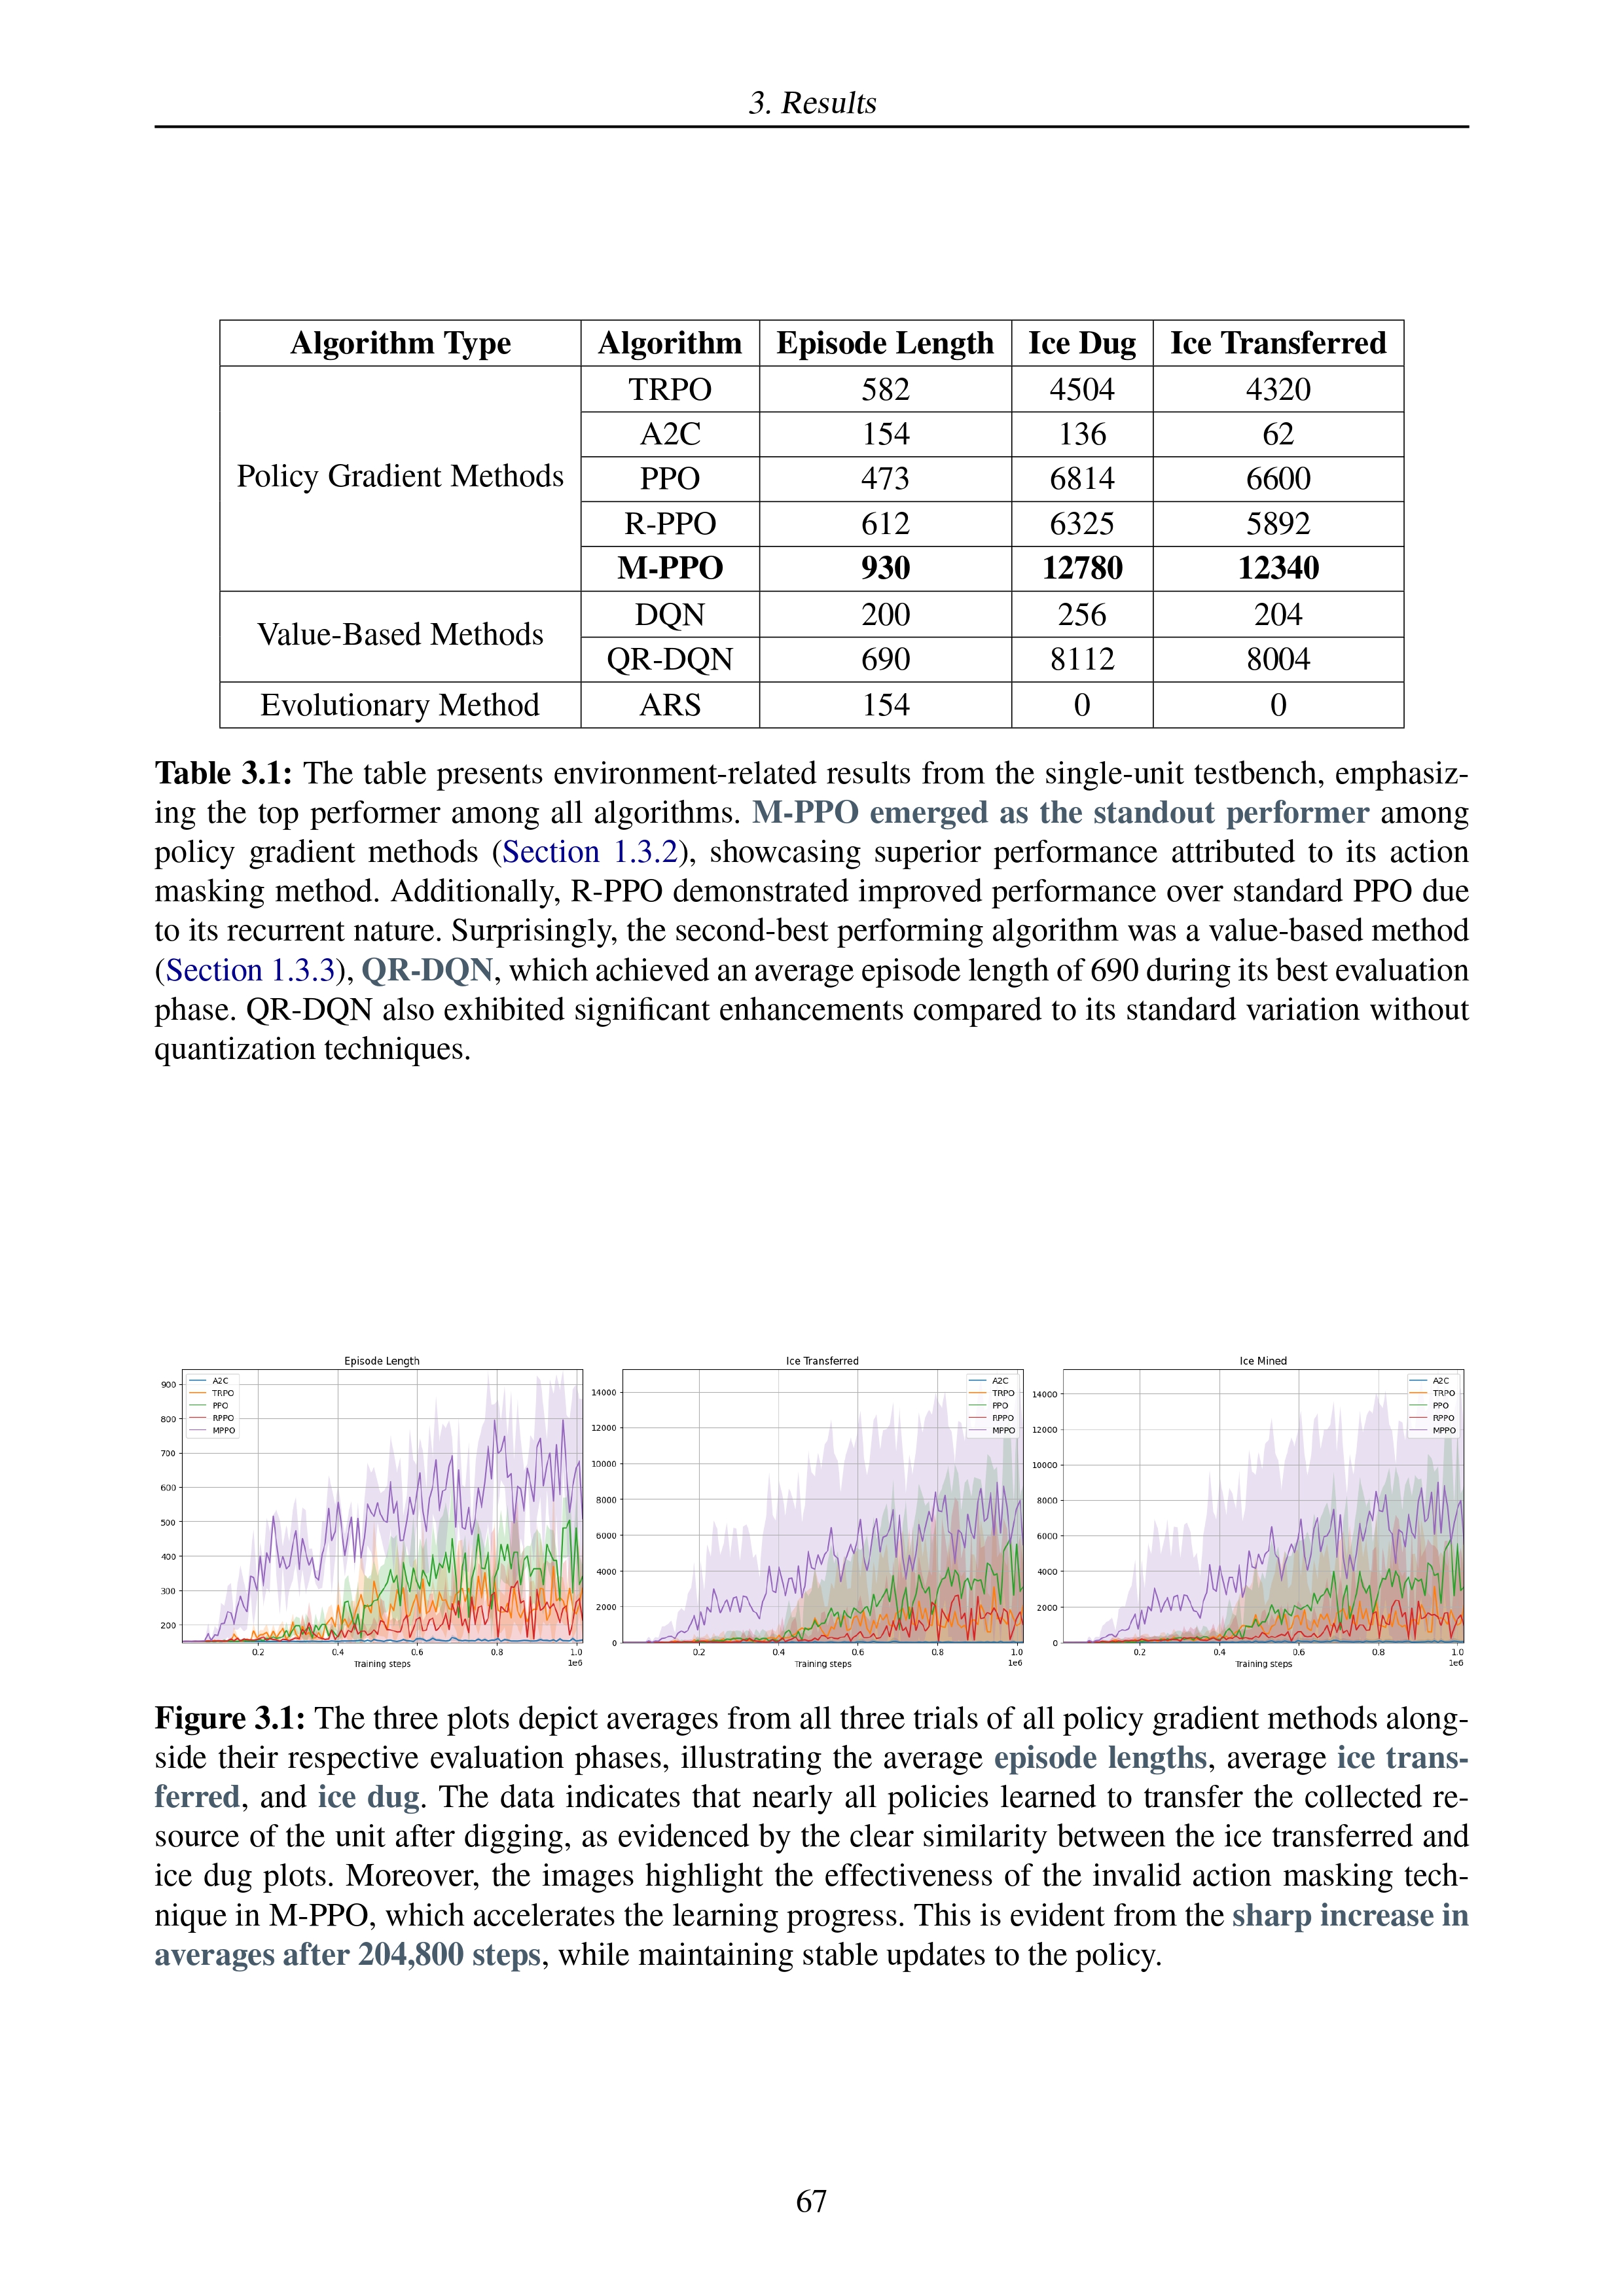 3. Results
Algorithm Type Algorithm Episode Length Ice Dug Ice Transferred
Policy Gradient Methods
TRPO 582 4504 4320
A2C 154 136 62
PPO 473 6814 6600
R-PPO 612 6325 5892
M-PPO 930 12780 12340
Value-Based Methods
DQN 200 256 204
QR-DQN 690 8112 8004
Evolutionary Method ARS 154 0 0
Table 3.1: The table presents environment-related results from the single-unit testbench, emphasiz-
ing the top performer among all algorithms. M-PPO emerged as the standout performer among
policy gradient methods (Section 1.3.2), showcasing superior performance attributed to its action
masking method. Additionally, R-PPO demonstrated improved performance over standard PPO due
to its recurrent nature. Surprisingly, the second-best performing algorithm was a value-based method
(Section 1.3.3), QR-DQN, which achieved an average episode length of 690 during its best evaluation
phase. QR-DQN also exhibited significant enhancements compared to its standard variation without
quantization techniques.
Episode Length
900
800
700
600
500
400
300
200
A2C
TRPO
PPO
RPPO
MPPO
0.2 0.4 0.6 0.8 1.0
Training steps
1e6
Ice Transferred
14000
12000
10000
8000
6000
4000
2000
0
A2C
TRPO
PPO
RPPO
MPPO
0.2 0.4 0.6 0.8 1.0
Training steps
1e6
Ice Mined
14000
12000
10000
8000
6000
4000
2000
0
A2C
TRPO
PPO
RPPO
MPPO
0.2 0.4 0.6 0.8 1.0
Training steps
1e6
Figure 3.1: The three plots depict averages from all three trials of all policy gradient methods along-
side their respective evaluation phases, illustrating the average episode lengths, average ice trans-
ferred, and ice dug. The data indicates that nearly all policies learned to transfer the collected re-
source of the unit after digging, as evidenced by the clear similarity between the ice transferred and
ice dug plots. Moreover, the images highlight the effectiveness of the invalid action masking tech-
nique in M-PPO, which accelerates the learning progress. This is evident from the sharp increase in
averages after 204,800 steps, while maintaining stable updates to the policy.
67